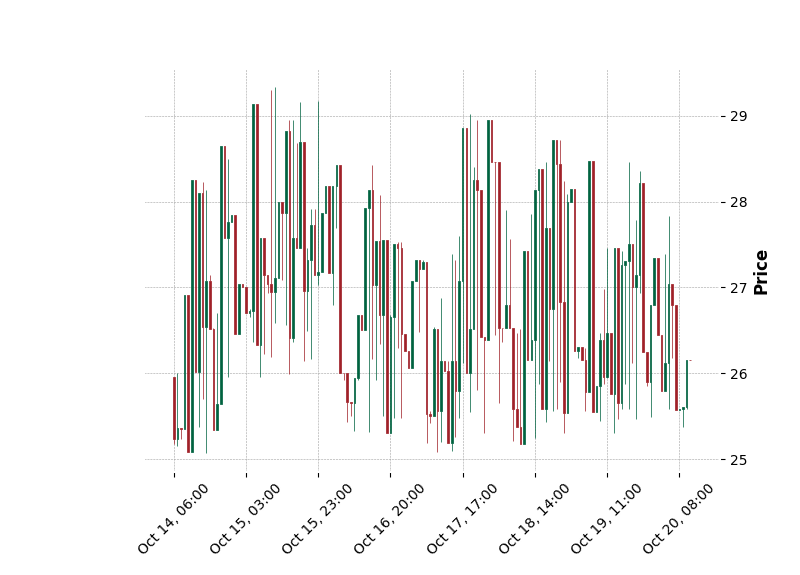 29
28
27
26
25
Price
Oct 14, 06:00
Oct 15, 03:00
Oct 15, 23:00
Oct 16, 20:00
Oct 17, 17:00
Oct 18, 14:00
Oct 19, 11:00
Oct 20, 08:00